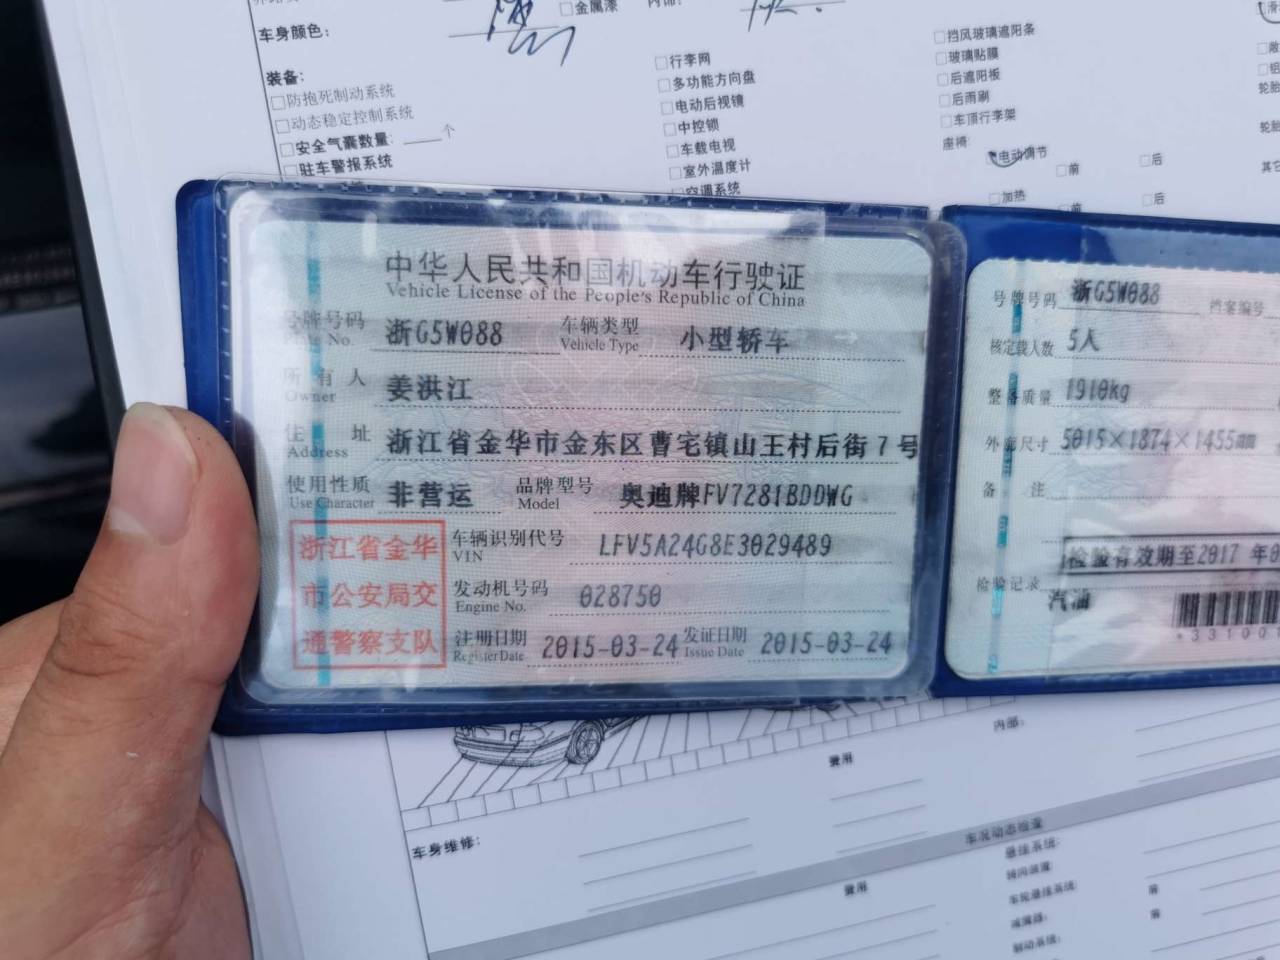 车身颜色:
金属漆
装备:
防抱死制动系统
动态稳定控制系统
安全气囊数量: 个
驻车警报系统
行李网
多功能方向盘
电动后视镜
中控锁
车载电视
室外温度计
空调系统
挡风玻璃遮阳条
玻璃贴膜
后遮阳板
后雨刷
车顶行李架
座椅:
电动调节
前
后
加热
前
后
中华人民共和国机动车行驶证
Vehicle License of the People's Republic of China
号牌号码 浙G5W088 车辆类型 小型轿车
Plate No. Vehicle Type
所有人 姜洪江
Owner
住址 浙江省金华市金东区曹宅镇山王村后街7号
Address
使用性质 非营运 品牌型号 奥迪牌FV7281BDDWG
Use Character Model
浙江省金华
市公安局交
通警察支队
车辆识别代号 LFV5A24G8E3029489
VIN
发动机号码 028750
Engine No.
注册日期 2015-03-24 发证日期 2015-03-24
Register Date Issue Date
号牌号码 浙G5W088 档案编号
核定载人数 5人
整备质量 1910kg
外廓尺寸 5015×1874×1455mm
备注
检验有效期至2017年0
检验记录
汽油
*33100
内部:
费用
车身维修:
车况动态检查
悬挂系统:
费用
转向装置:
车轮悬挂系统:
前
减震器:
前
制动系统: